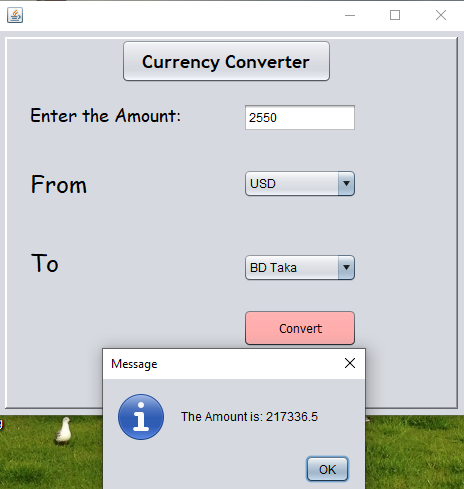 Currency Converter
Enter the Amount:
2550
From
USD
To
BD Taka
Convert
Message
The Amount is: 217336.5
OK